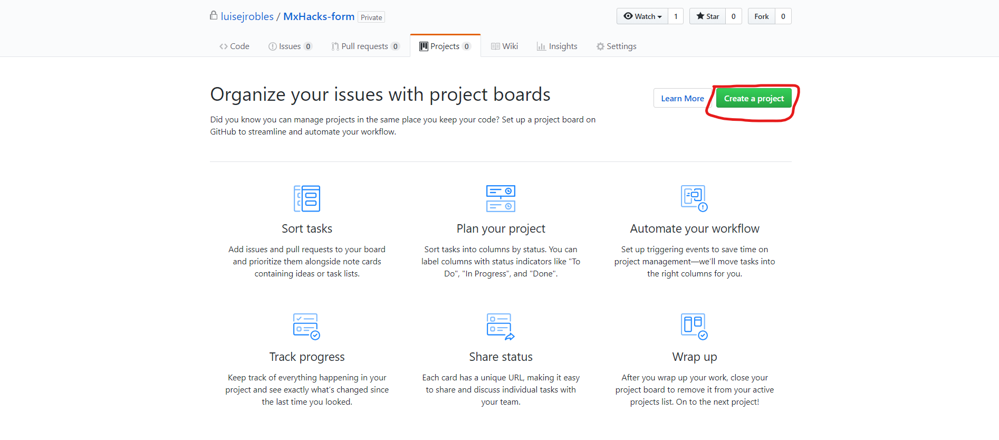 luisejrobles / MxHacks-form Private
Watch 1 Star 0 Fork 0
Code Issues 0 Pull requests 0 Projects 0 Wiki Insights Settings
Organize your issues with project boards
Learn More Create a project
Did you know you can manage projects in the same place you keep your code? Set up a project board on
GitHub to streamline and automate your workflow.
Sort tasks
Add issues and pull requests to your board
and prioritize them alongside note cards
containing ideas or task lists.
Plan your project
Sort tasks into columns by status. You can
label columns with status indicators like "To
Do", "In Progress", and "Done".
Automate your workflow
Set up triggering events to save time on
project management—we’ll move tasks into
the right columns for you.
Track progress
Keep track of everything happening in your
project and see exactly what’s changed since
the last time you looked.
Share status
Each card has a unique URL, making it easy
to share and discuss individual tasks with
your team.
Wrap up
After you wrap up your work, close your
project board to remove it from your active
projects list. On to the next project!